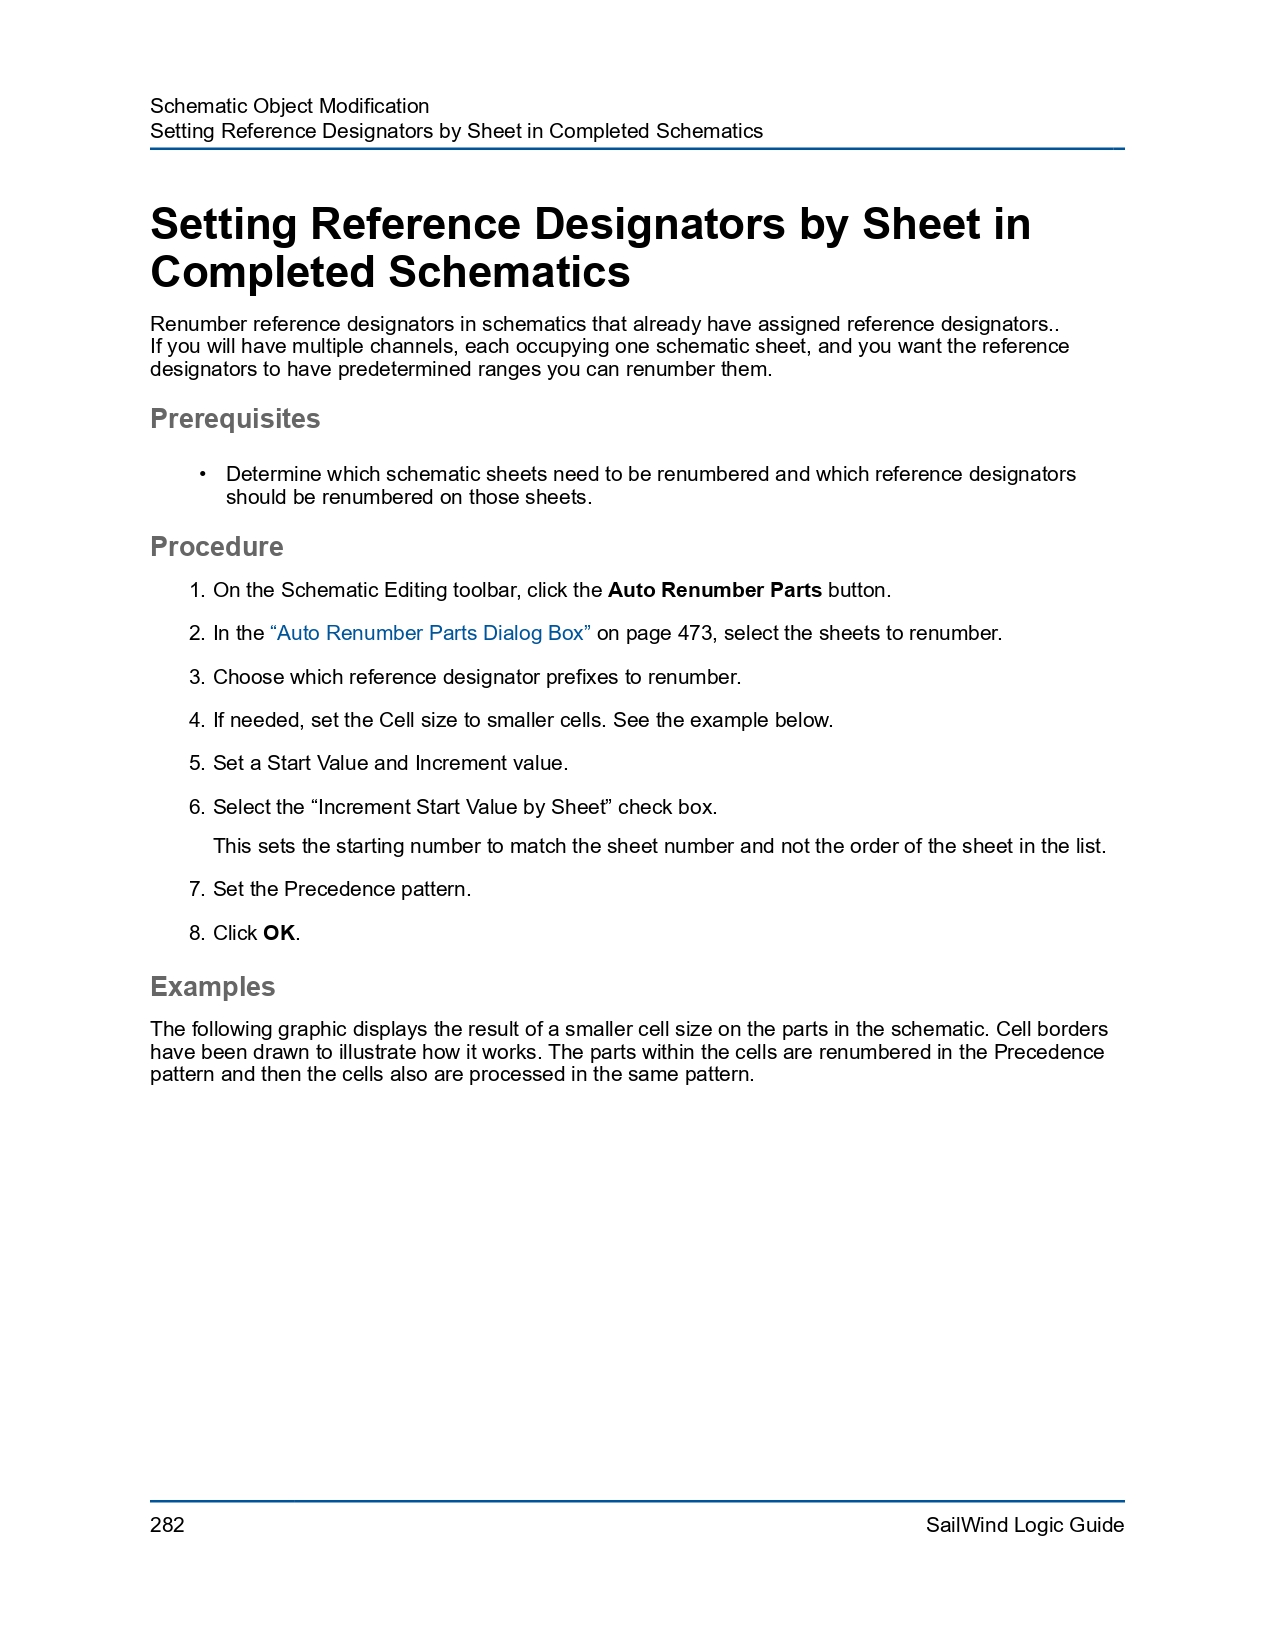 Schematic Object Modification
Setting Reference Designators by Sheet in Completed Schematics
Setting Reference Designators by Sheet in
Completed Schematics
Renumber reference designators in schematics that already have assigned reference designators..
If you will have multiple channels, each occupying one schematic sheet, and you want the reference
designators to have predetermined ranges you can renumber them.
Prerequisites
• Determine which schematic sheets need to be renumbered and which reference designators
should be renumbered on those sheets.
Procedure
1. On the Schematic Editing toolbar, click the Auto Renumber Parts button.
2. In the “Auto Renumber Parts Dialog Box” on page 473, select the sheets to renumber.
3. Choose which reference designator prefixes to renumber.
4. If needed, set the Cell size to smaller cells. See the example below.
5. Set a Start Value and Increment value.
6. Select the “Increment Start Value by Sheet” check box.
This sets the starting number to match the sheet number and not the order of the sheet in the list.
7. Set the Precedence pattern.
8. Click OK.
Examples
The following graphic displays the result of a smaller cell size on the parts in the schematic. Cell borders
have been drawn to illustrate how it works. The parts within the cells are renumbered in the Precedence
pattern and then the cells also are processed in the same pattern.
282
SailWind Logic Guide